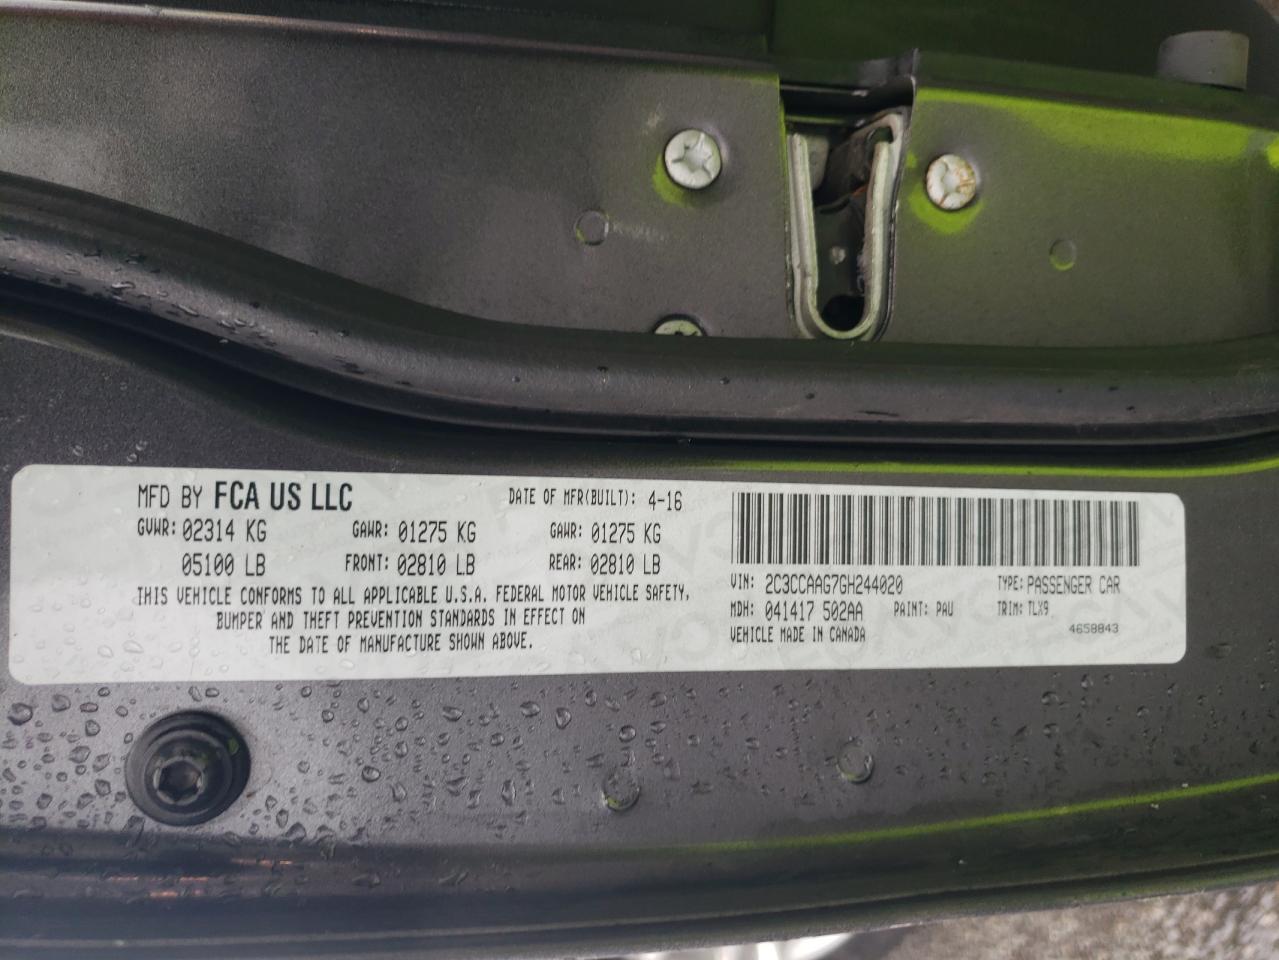 MFD BY FCA US LLC DATE OF MFR(BUILT): 4-16
GVWR: 02314 KG GAWR: 01275 KG GAWR: 01275 KG
05100 LB FRONT: 02810 LB REAR: 02810 LB
THIS VEHICLE CONFORMS TO ALL APPLICABLE U.S.A. FEDERAL MOTOR VEHICLE SAFETY,
BUMPER AND THEFT PREVENTION STANDARDS IN EFFECT ON
THE DATE OF MANUFACTURE SHOWN ABOVE.
VIN: 2C3CCAAG7GH244020 TYPE: PASSENGER CAR
MDH: 041417 502AA PAINT: PAU TRIM: TLX9
VEHICLE MADE IN CANADA 4658843